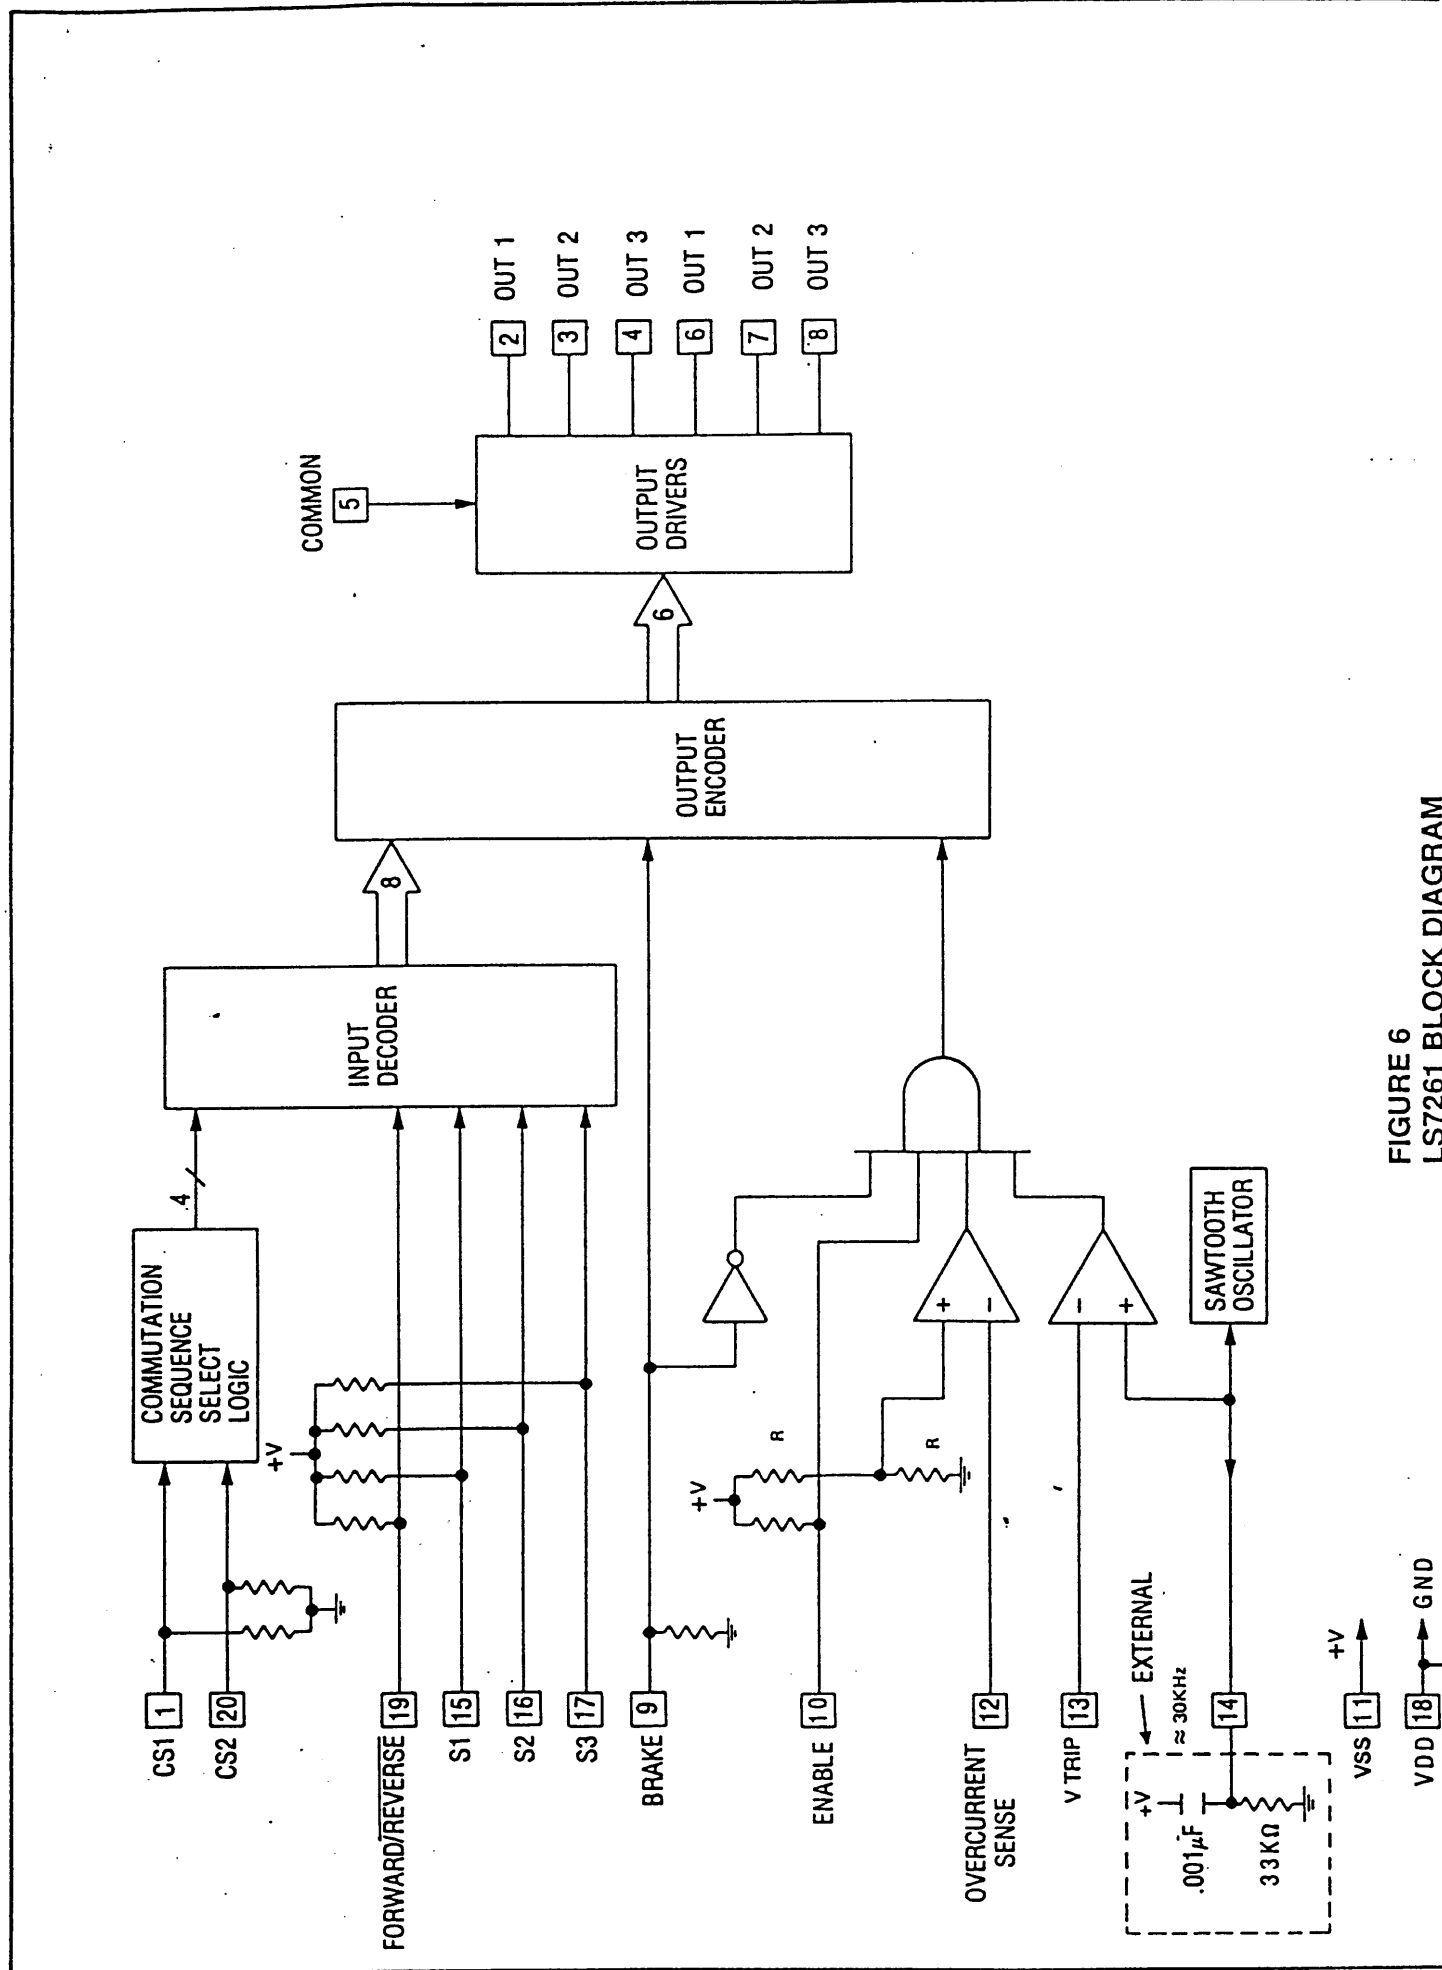 CS1 1
CS2 20
FORWARD/REVERSE 19
S1 15
S2 16
S3 17
BRAKE 9
ENABLE 10
OVERCURRENT
SENSE
12
V TRIP 13
EXTERNAL
≈ 30KHz
14
+V
.001µF
33KΩ
VSS 11 +V
VDD 18 GND
COMMUTATION
SEQUENCE
SELECT
LOGIC
4
+V
+V
R
R
+
−
−
+
SAWTOOTH
OSCILLATOR
INPUT
DECODER
8
OUTPUT
ENCODER
6
COMMON
5
OUTPUT
DRIVERS
2 OUT 1
3 OUT 2
4 OUT 3
6 OUT 1
7 OUT 2
8 OUT 3
FIGURE 6
LS7261 BLOCK DIAGRAM